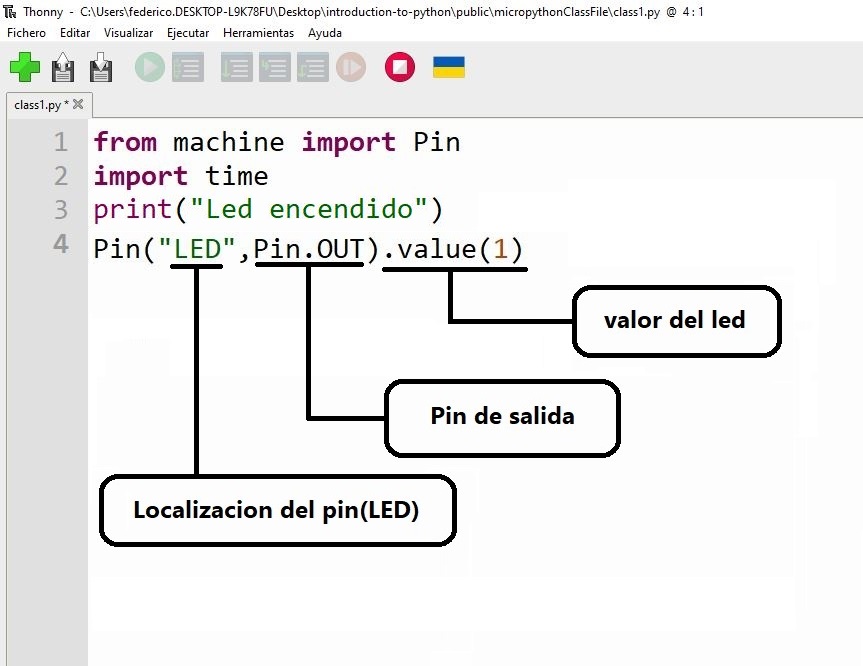 Thonny - C:\Users\federico.DESKTOP-L9K78FU\Desktop\introduction-to-python\public\micropythonClassFile\class1.py @ 4 : 1
Fichero Editar Visualizar Ejecutar Herramientas Ayuda
class1.py *
1 from machine import Pin
2 import time
3 print("Led encendido")
4 Pin("LED",Pin.OUT).value(1)
valor del led
Pin de salida
Localizacion del pin(LED)